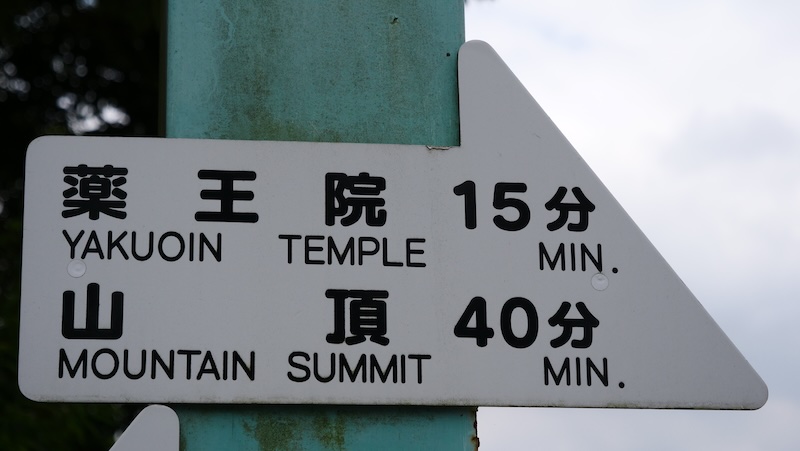 薬王院 15分
YAKUOIN TEMPLE MIN.
山頂 40分
MOUNTAIN SUMMIT MIN.